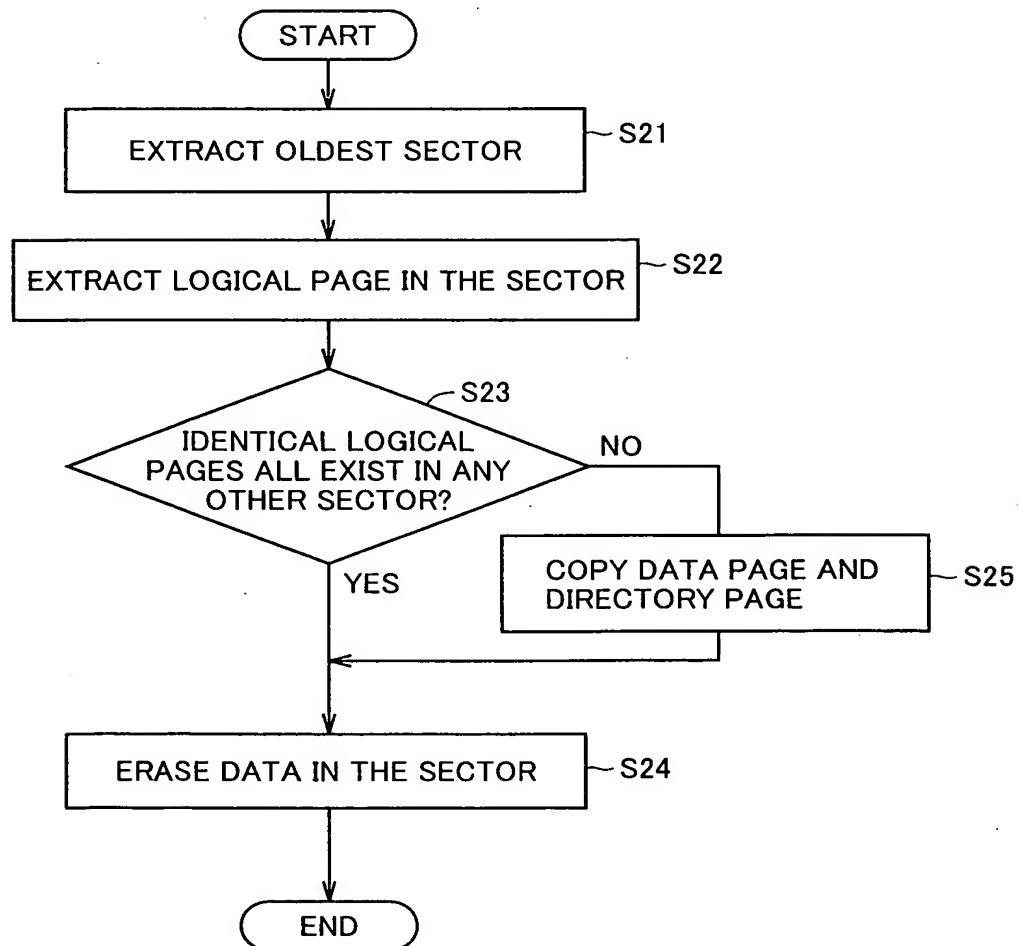 START
EXTRACT OLDEST SECTOR
S21
EXTRACT LOGICAL PAGE IN THE SECTOR
S22
S23
IDENTICAL LOGICAL
PAGES ALL EXIST IN ANY
OTHER SECTOR?
NO
YES
COPY DATA PAGE AND
DIRECTORY PAGE
S25
ERASE DATA IN THE SECTOR
S24
END